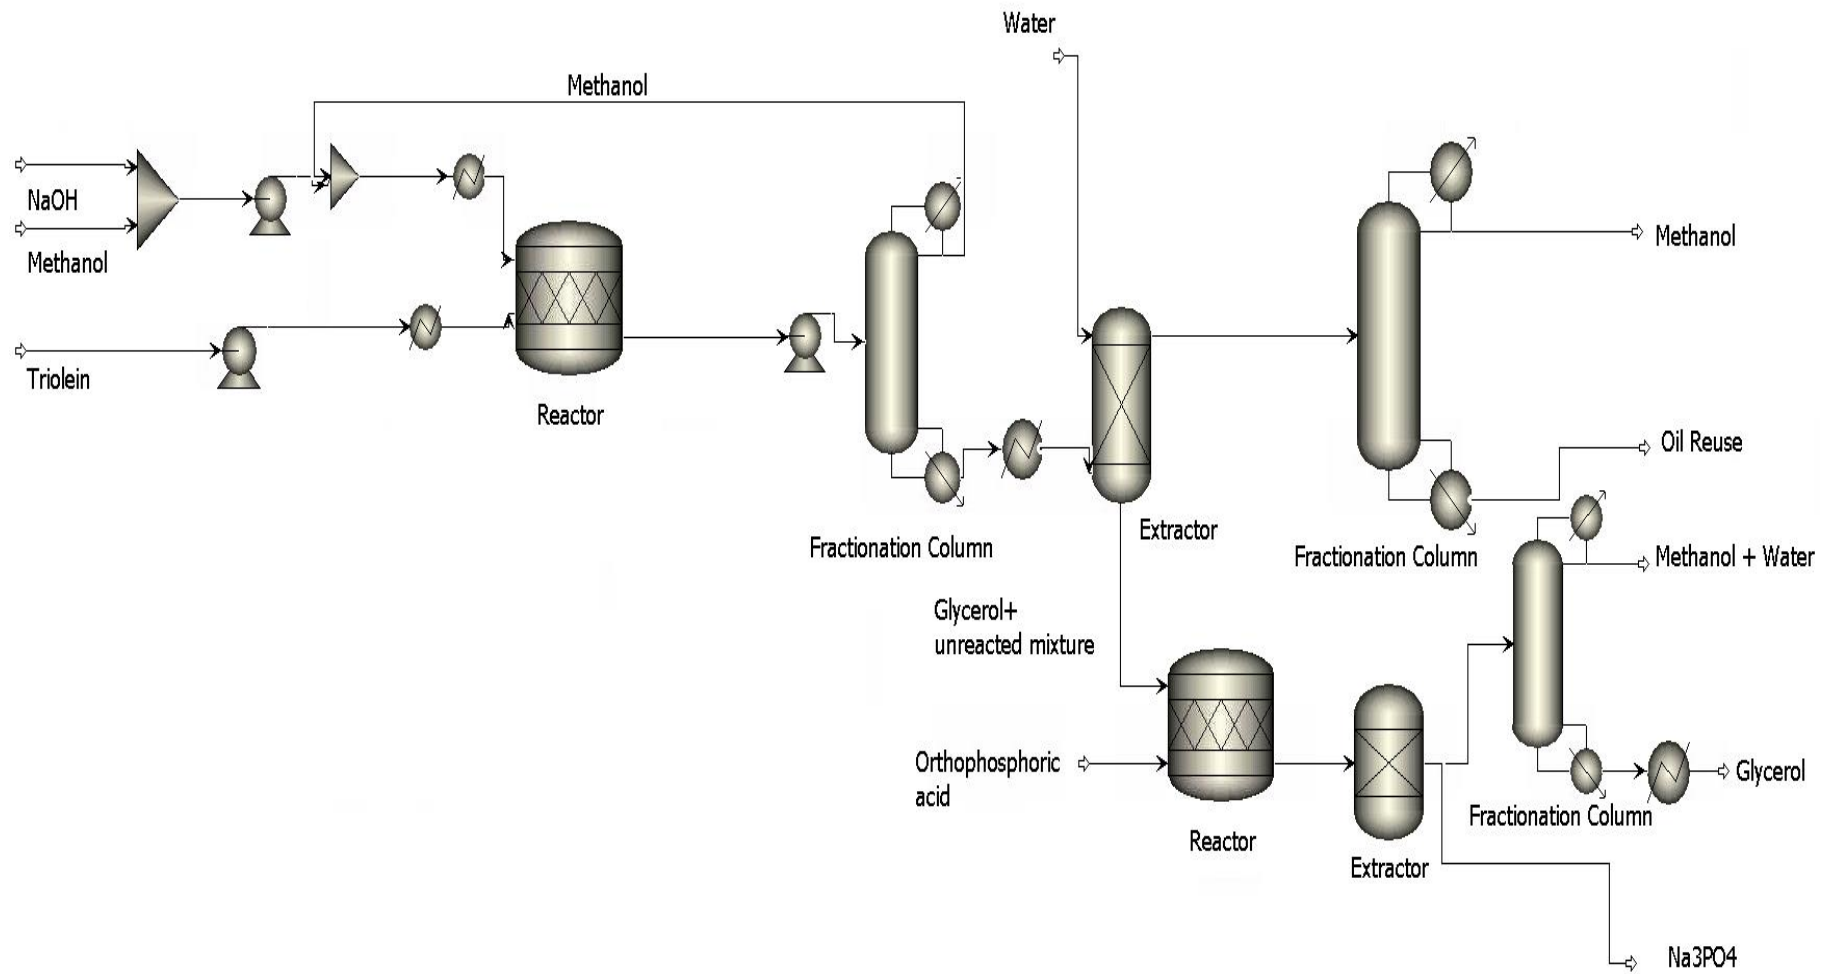 Water
Methanol
NaOH
Methanol
Methanol
Triolein
Reactor
Oil Reuse
Extractor
Fractionation Column
Fractionation Column
Methanol + Water
Glycerol+
unreacted mixture
Orthophosphoric
acid
Glycerol
Fractionation Column
Reactor
Extractor
Na3PO4